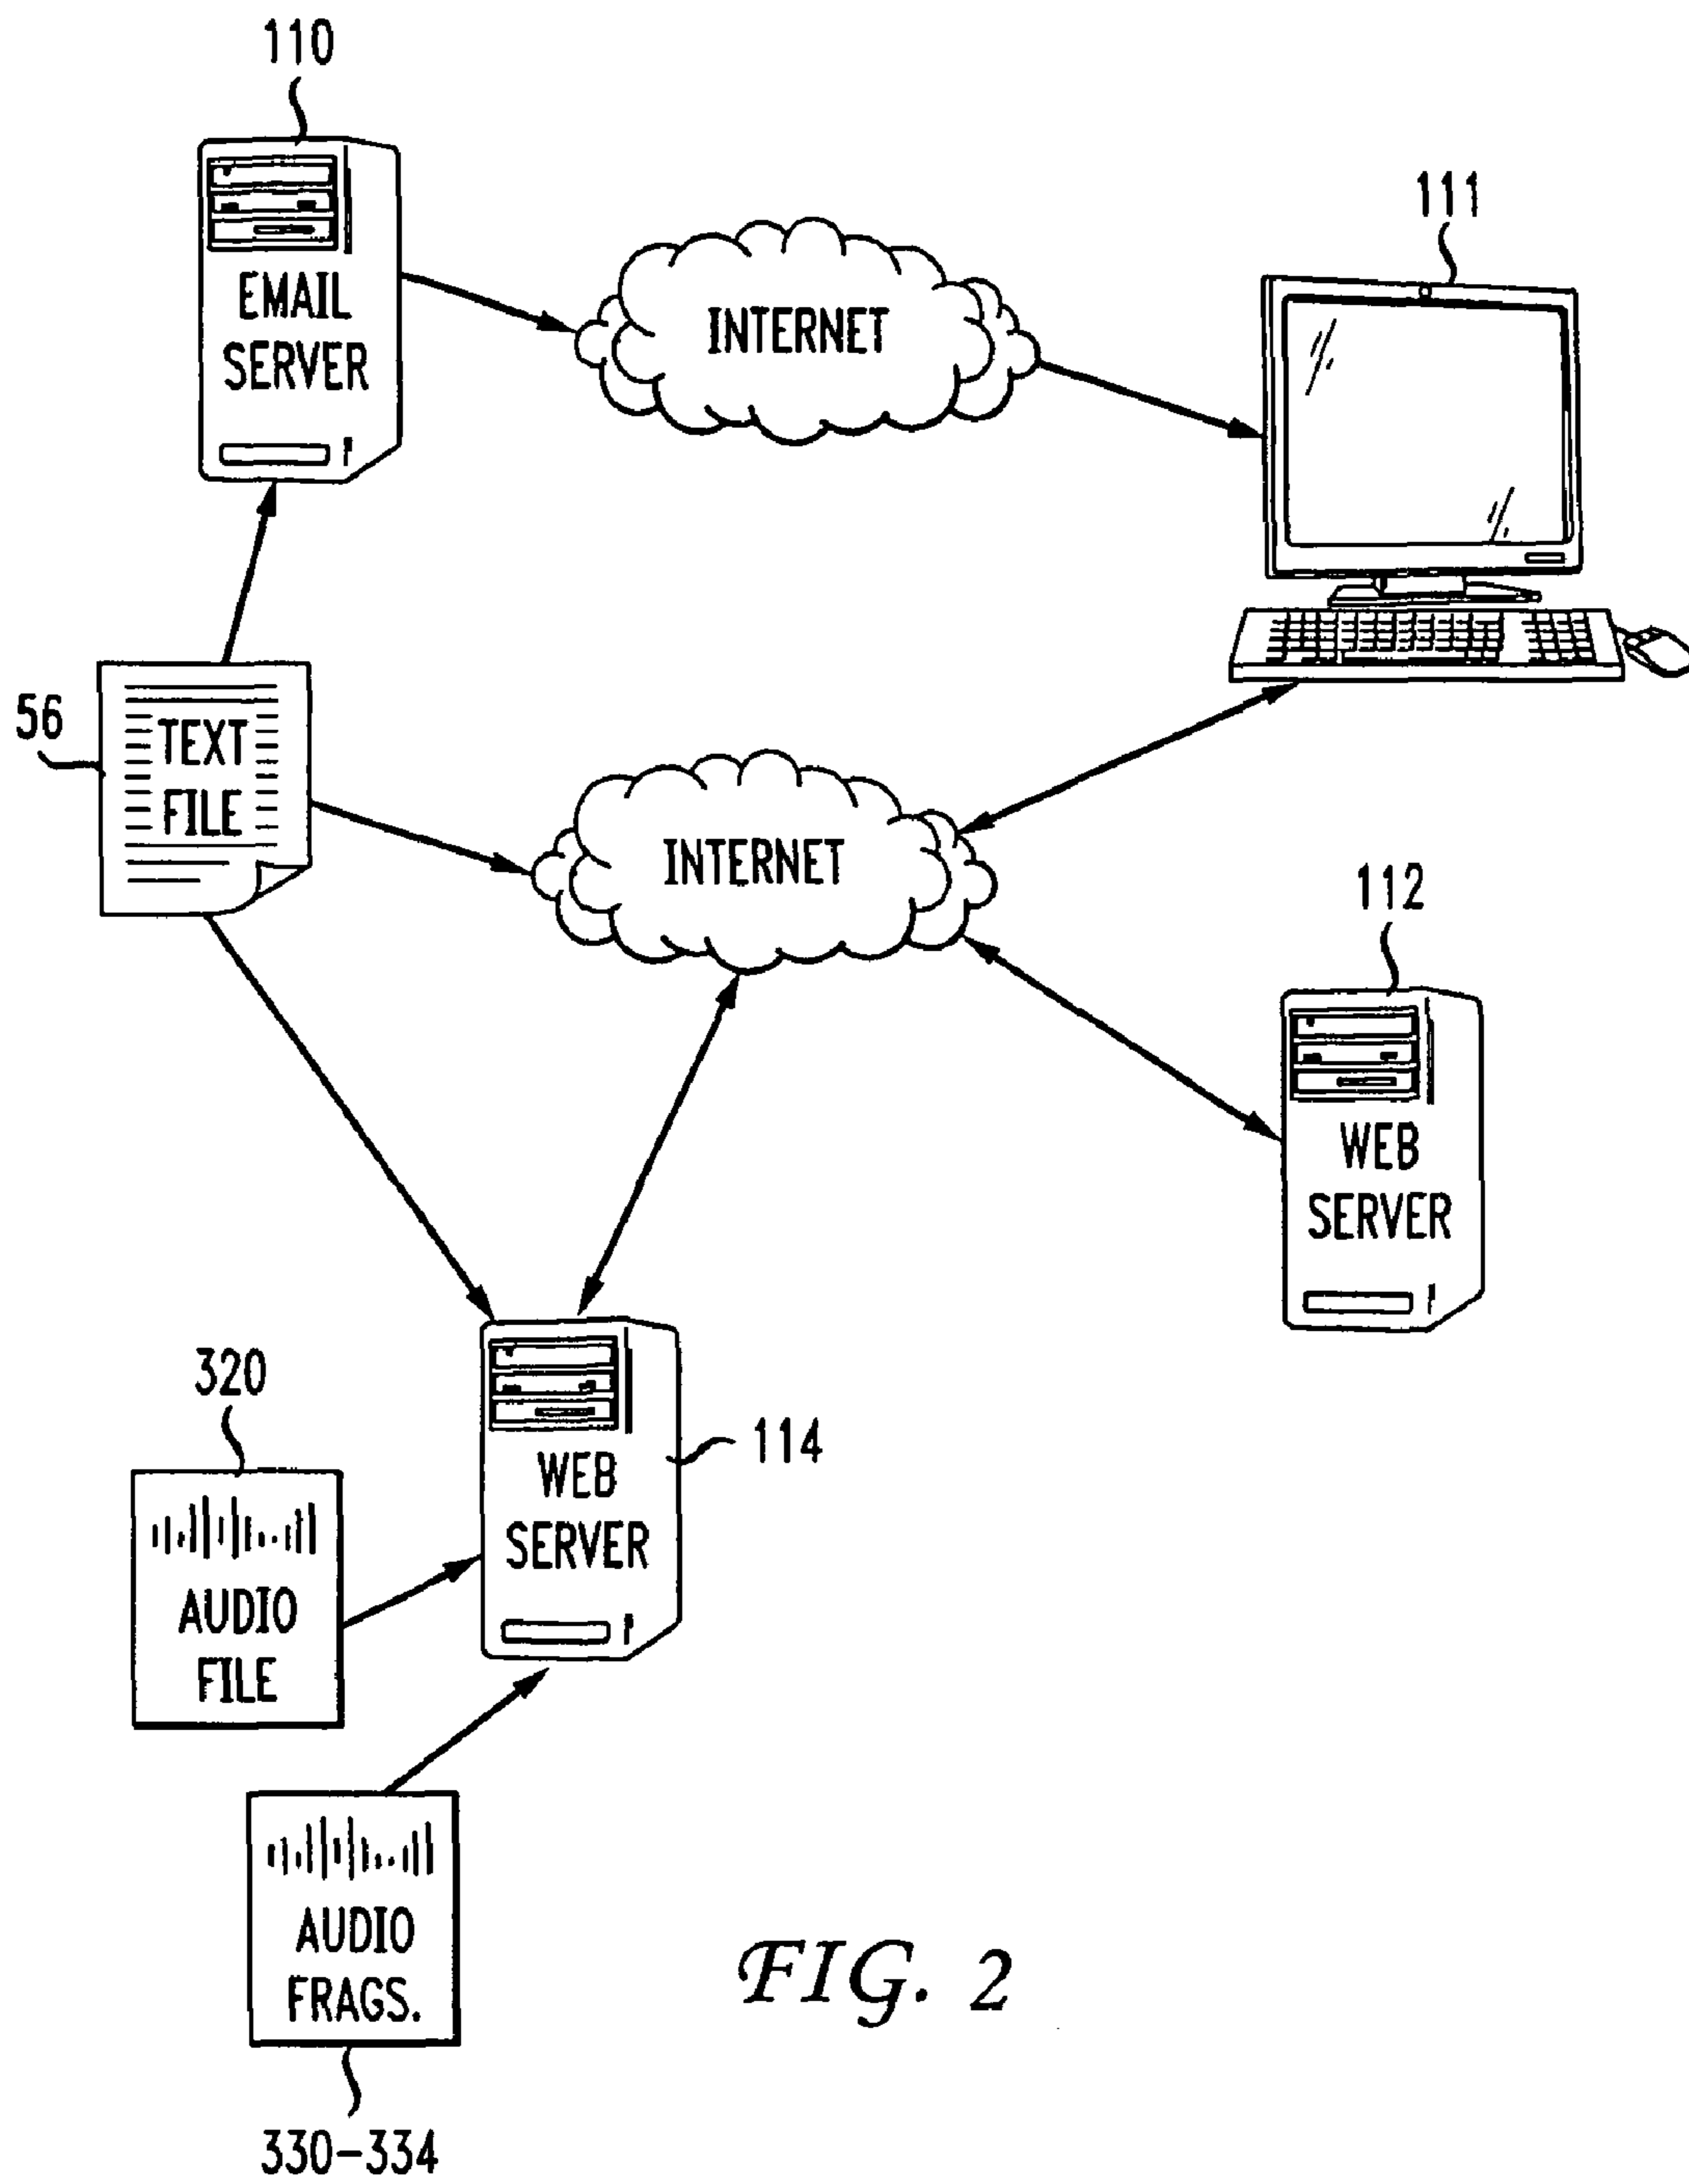 110
EMAIL
SERVER
INTERNET
111
56
TEXT
FILE
INTERNET
112
WEB
SERVER
320
AUDIO
FILE
WEB
SERVER
114
AUDIO
FRAGS.
330-334
FIG. 2